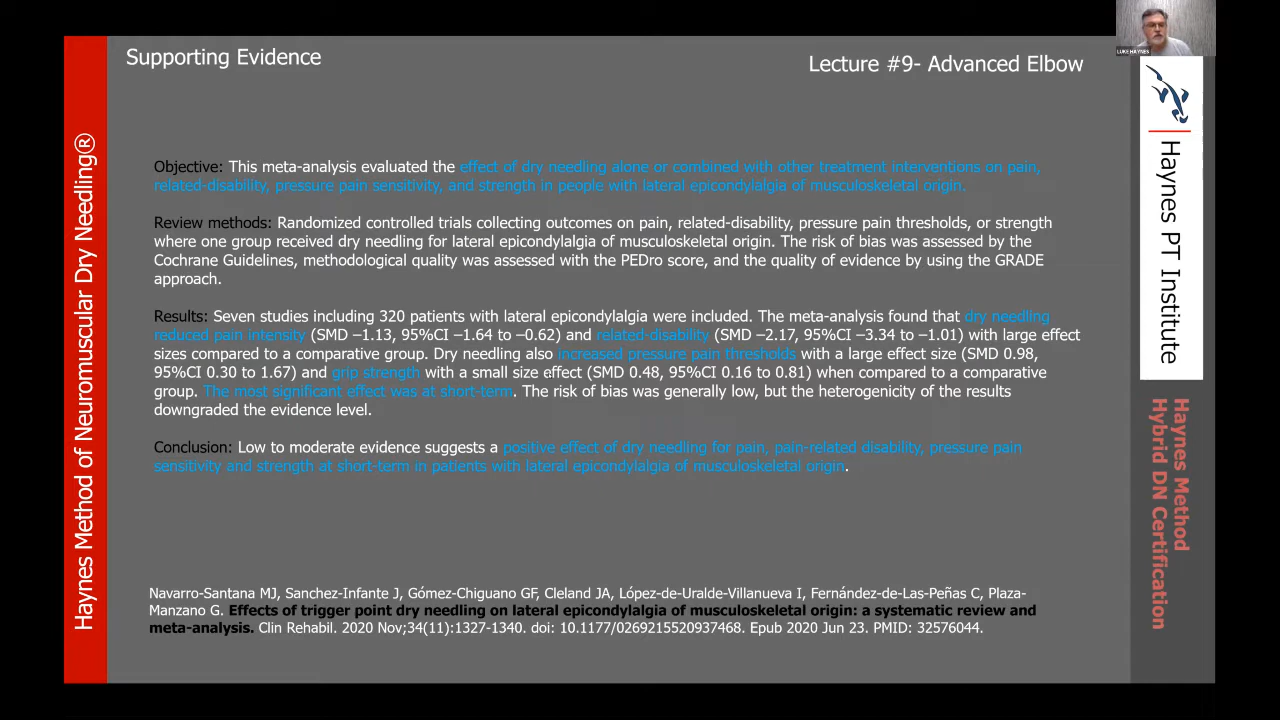 LUKE HAYNES
Supporting Evidence
Lecture #9- Advanced Elbow
Haynes Method of Neuromuscular Dry Needling®
Objective: This meta-analysis evaluated the effect of dry needling alone or combined with other treatment interventions on pain,
related-disability, pressure pain sensitivity, and strength in people with lateral epicondylalgia of musculoskeletal origin.
Review methods: Randomized controlled trials collecting outcomes on pain, related-disability, pressure pain thresholds, or strength
where one group received dry needling for lateral epicondylalgia of musculoskeletal origin. The risk of bias was assessed by the
Cochrane Guidelines, methodological quality was assessed with the PEDro score, and the quality of evidence by using the GRADE
approach.
Results: Seven studies including 320 patients with lateral epicondylalgia were included. The meta-analysis found that dry needling
reduced pain intensity (SMD –1.13, 95%CI –1.64 to –0.62) and related-disability (SMD –2.17, 95%CI –3.34 to –1.01) with large effect
sizes compared to a comparative group. Dry needling also increased pressure pain thresholds with a large effect size (SMD 0.98,
95%CI 0.30 to 1.67) and grip strength with a small size effect (SMD 0.48, 95%CI 0.16 to 0.81) when compared to a comparative
group. The most significant effect was at short-term. The risk of bias was generally low, but the heterogenicity of the results
downgraded the evidence level.
Conclusion: Low to moderate evidence suggests a positive effect of dry needling for pain, pain-related disability, pressure pain
sensitivity and strength at short-term in patients with lateral epicondylalgia of musculoskeletal origin.
Navarro-Santana MJ, Sanchez-Infante J, Gómez-Chiguano GF, Cleland JA, López-de-Uralde-Villanueva I, Fernández-de-Las-Peñas C, Plaza-
Manzano G. Effects of trigger point dry needling on lateral epicondylalgia of musculoskeletal origin: a systematic review and
meta-analysis. Clin Rehabil. 2020 Nov;34(11):1327-1340. doi: 10.1177/0269215520937468. Epub 2020 Jun 23. PMID: 32576044.
Haynes PT Institute
Haynes Method
Hybrid DN Certification